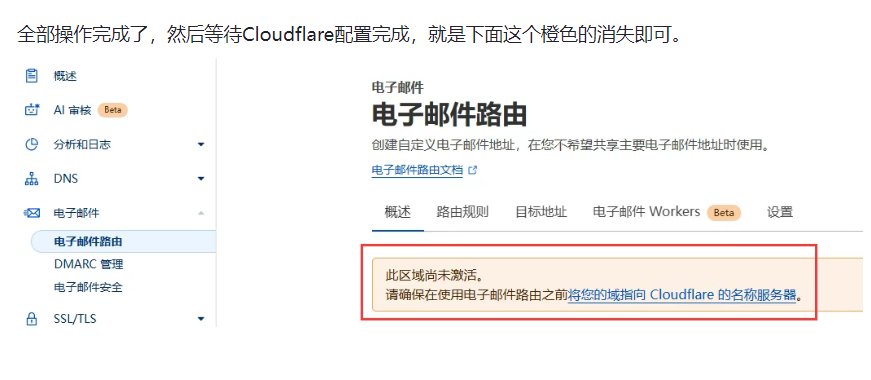 全部操作完成了，然后等待Cloudflare配置完成，就是下面这个橙色的消失即可。
概述
AI 审核 Beta
分析和日志
DNS
电子邮件
电子邮件路由
DMARC 管理
电子邮件安全
SSL/TLS
电子邮件
电子邮件路由
创建自定义电子邮件地址，在您不希望共享主要电子邮件地址时使用。
电子邮件路由文档
概述 路由规则 目标地址 电子邮件 Workers Beta 设置
此区域尚未激活。
请确保在使用电子邮件路由之前将您的域指向 Cloudflare 的名称服务器。